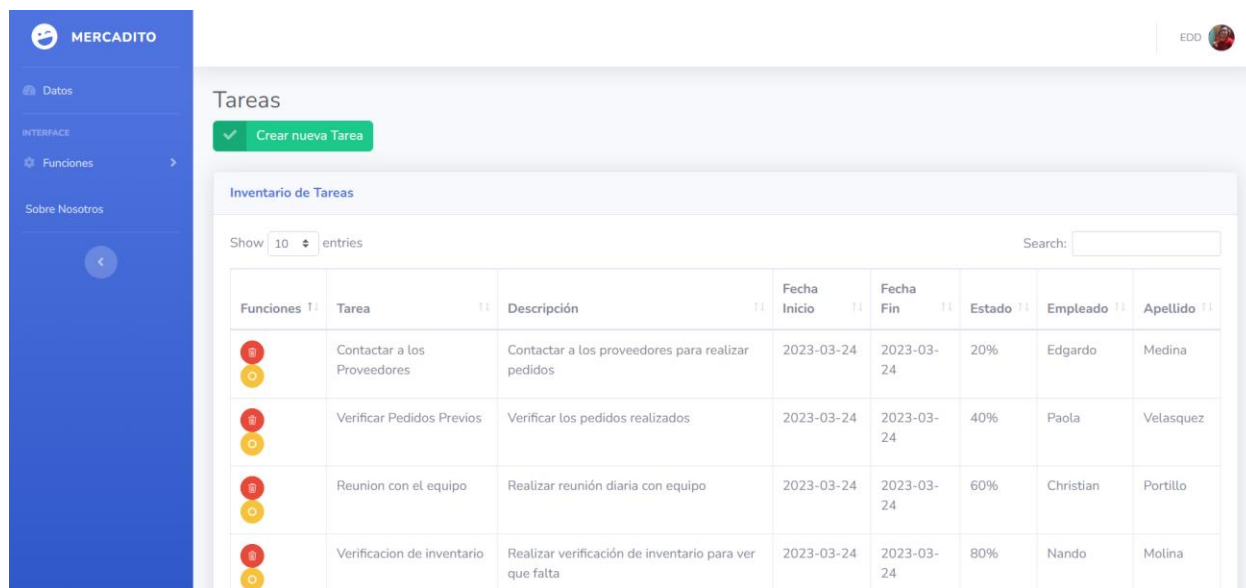 MERCADITO
EDD
Datos
INTERFACE
Funciones
Sobre Nosotros
Tareas
Crear nueva Tarea
Inventario de Tareas
Show 10 entries
Search:
Funciones Tarea Descripción Fecha Inicio Fecha Fin Estado Empleado Apellido
Contactar a los Contactar a los proveedores para realizar 2023-03-24 2023-03- 20% Edgardo Medina
Proveedores pedidos 24
Verificar Pedidos Previos Verificar los pedidos realizados 2023-03-24 2023-03- 40% Paola Velasquez
24
Reunion con el equipo Realizar reunión diaria con equipo 2023-03-24 2023-03- 60% Christian Portillo
24
Verificacion de inventario Realizar verificación de inventario para ver 2023-03-24 2023-03- 80% Nando Molina
que falta 24